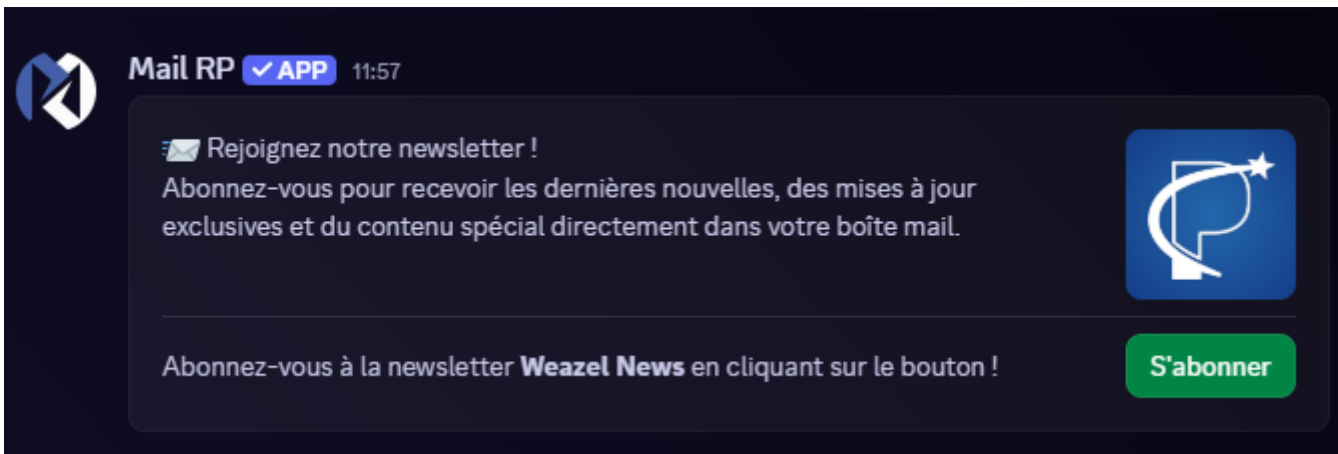 Mail RP ✓ APP 11:57
📨 Rejoignez notre newsletter !
Abonnez-vous pour recevoir les dernières nouvelles, des mises à jour
exclusives et du contenu spécial directement dans votre boîte mail.
Abonnez-vous à la newsletter Weazel News en cliquant sur le bouton !
S'abonner